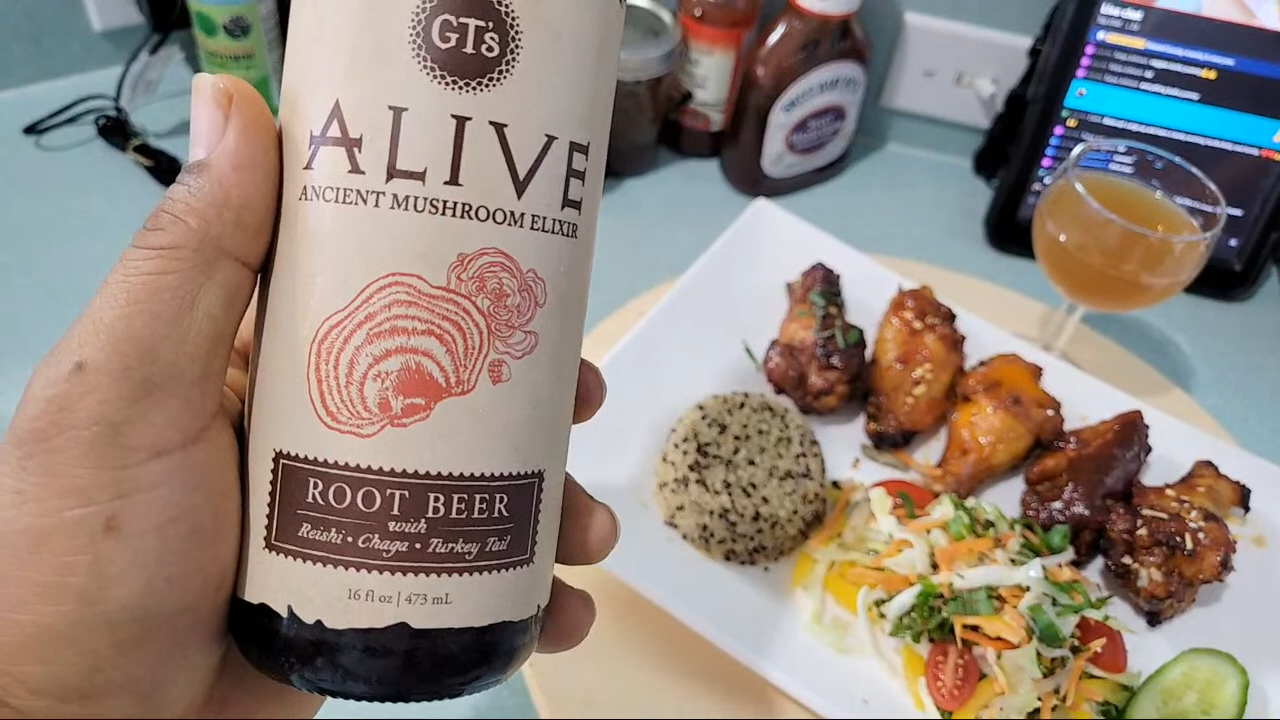 GT's
ALIVE
ANCIENT MUSHROOM ELIXIR
ROOT BEER
with
Reishi • Chaga • Turkey Tail
16 fl oz | 473 mL